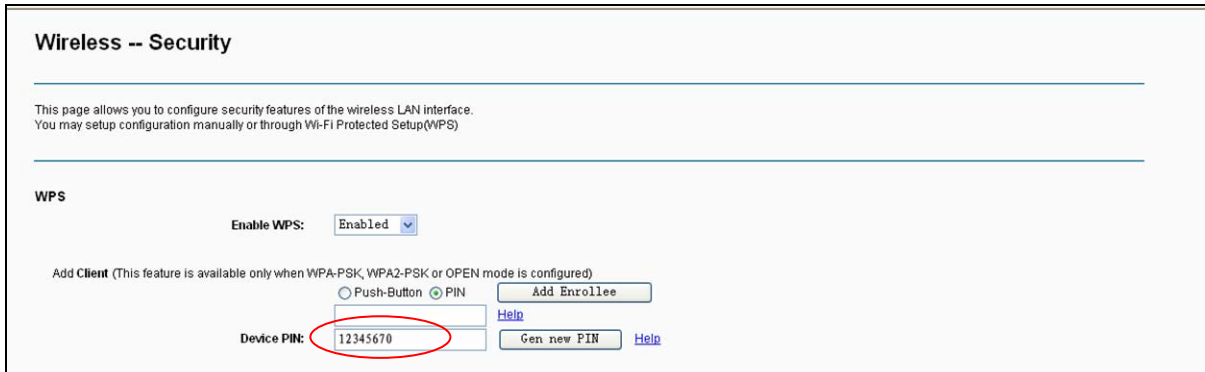 Wireless -- Security
This page allows you to configure security features of the wireless LAN interface.
You may setup configuration manually or through Wi-Fi Protected Setup(WPS)
WPS
Enable WPS: Enabled
Add Client (This feature is available only when WPA-PSK, WPA2-PSK or OPEN mode is configured)
Push-Button PIN Add Enrollee
Help
Device PIN: 12345670 Gen new PIN Help